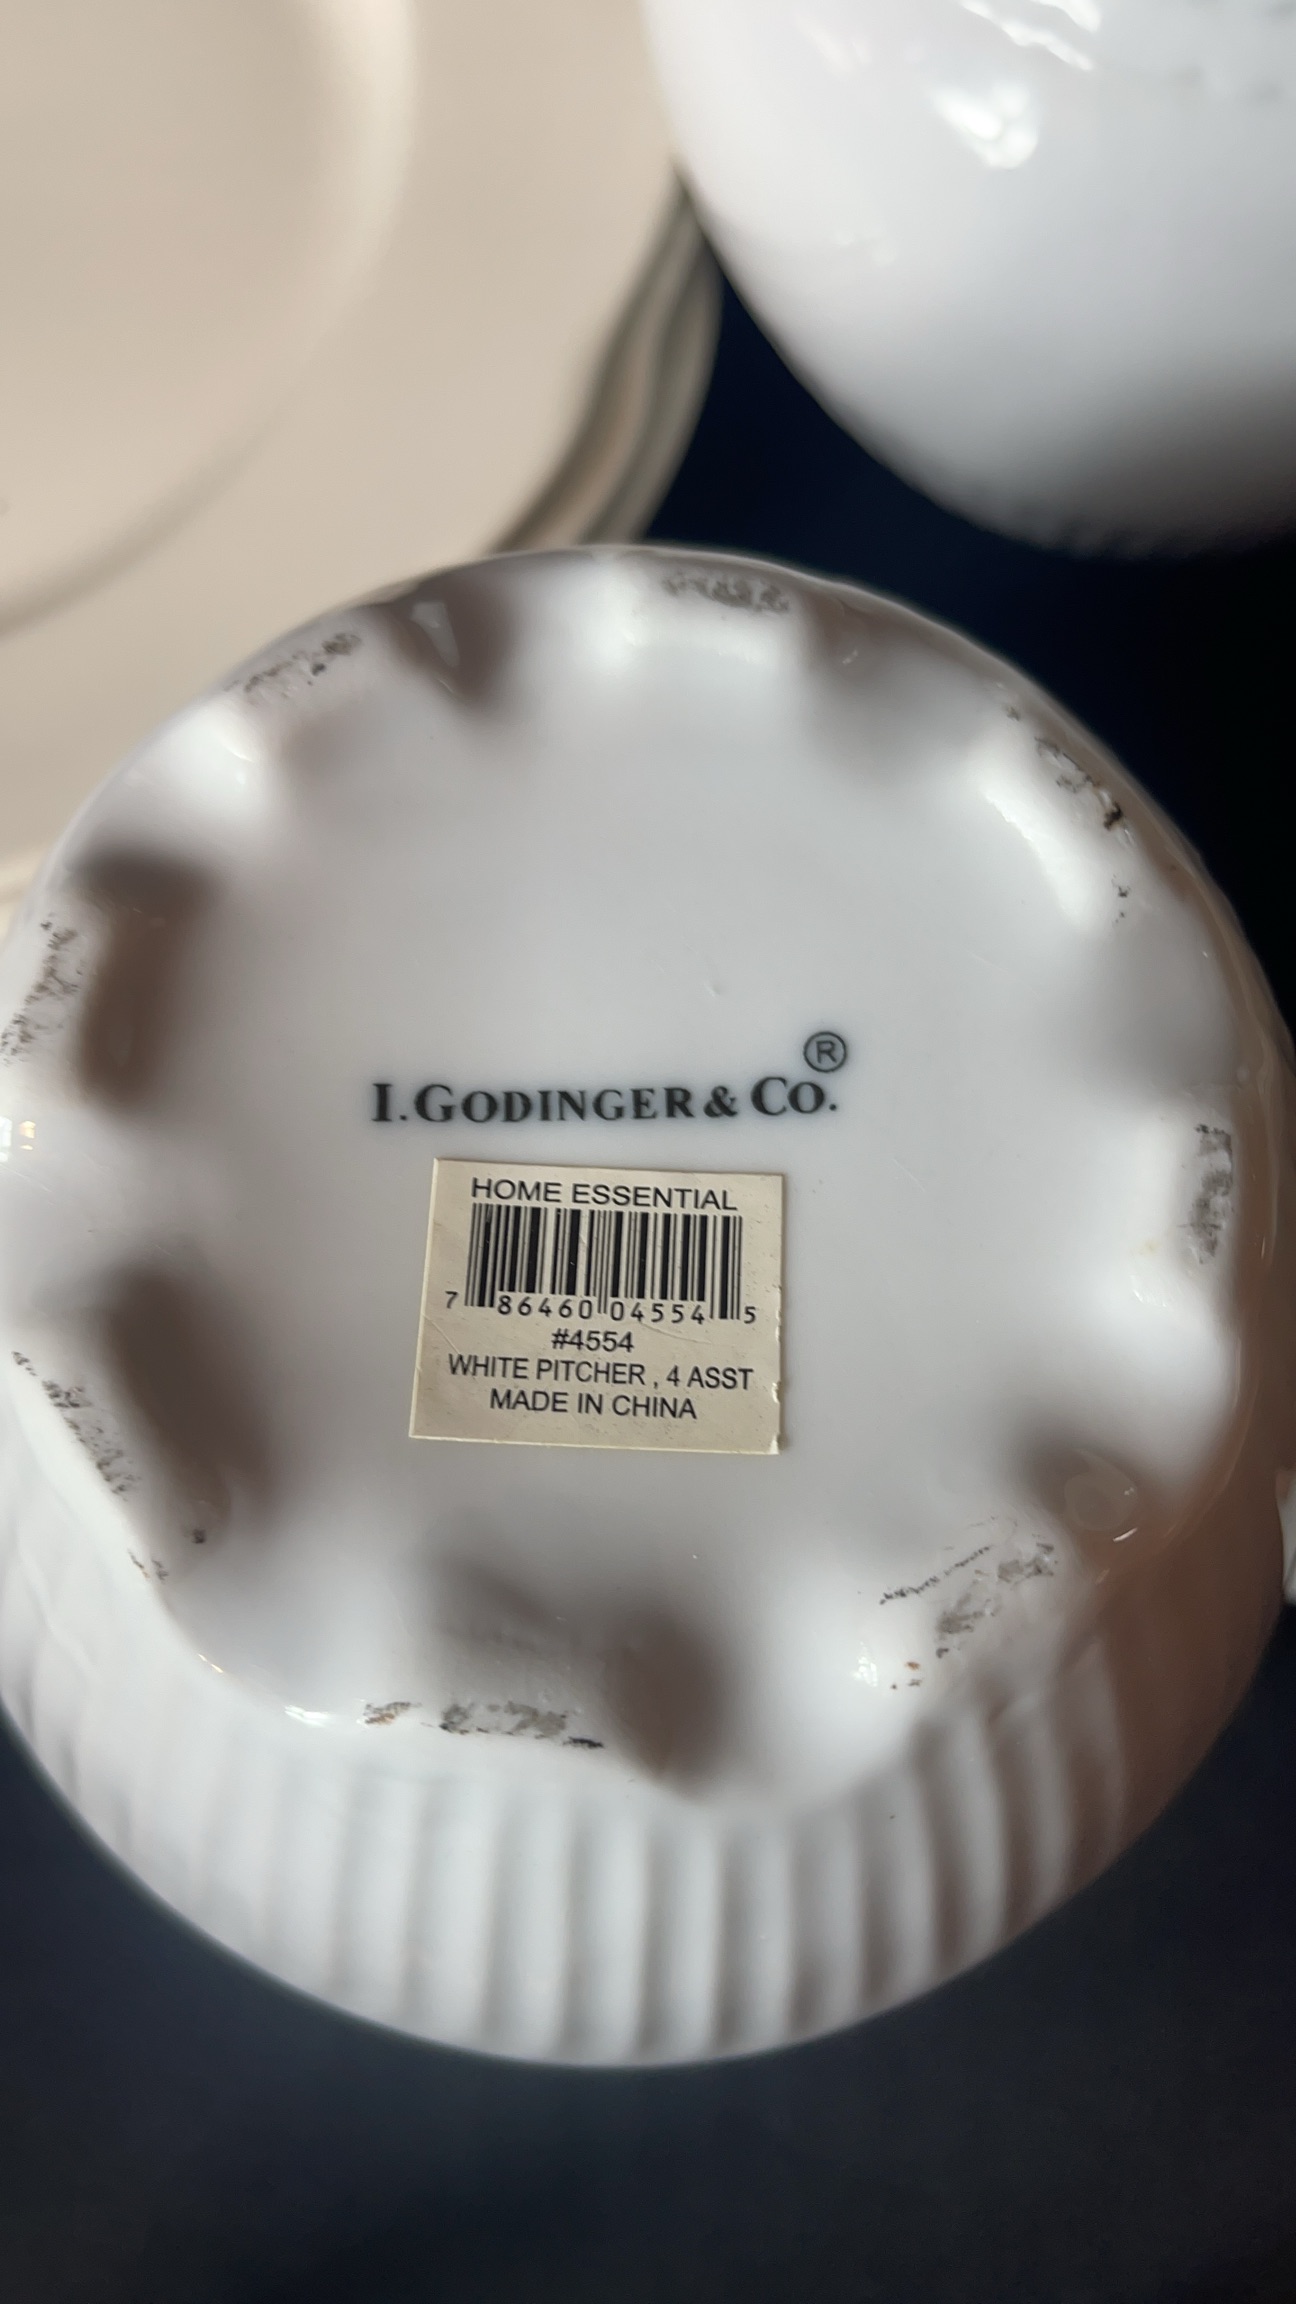 I. GODINGER & CO.®
HOME ESSENTIAL
7 86460 04554 5
#4554
WHITE PITCHER , 4 ASST
MADE IN CHINA